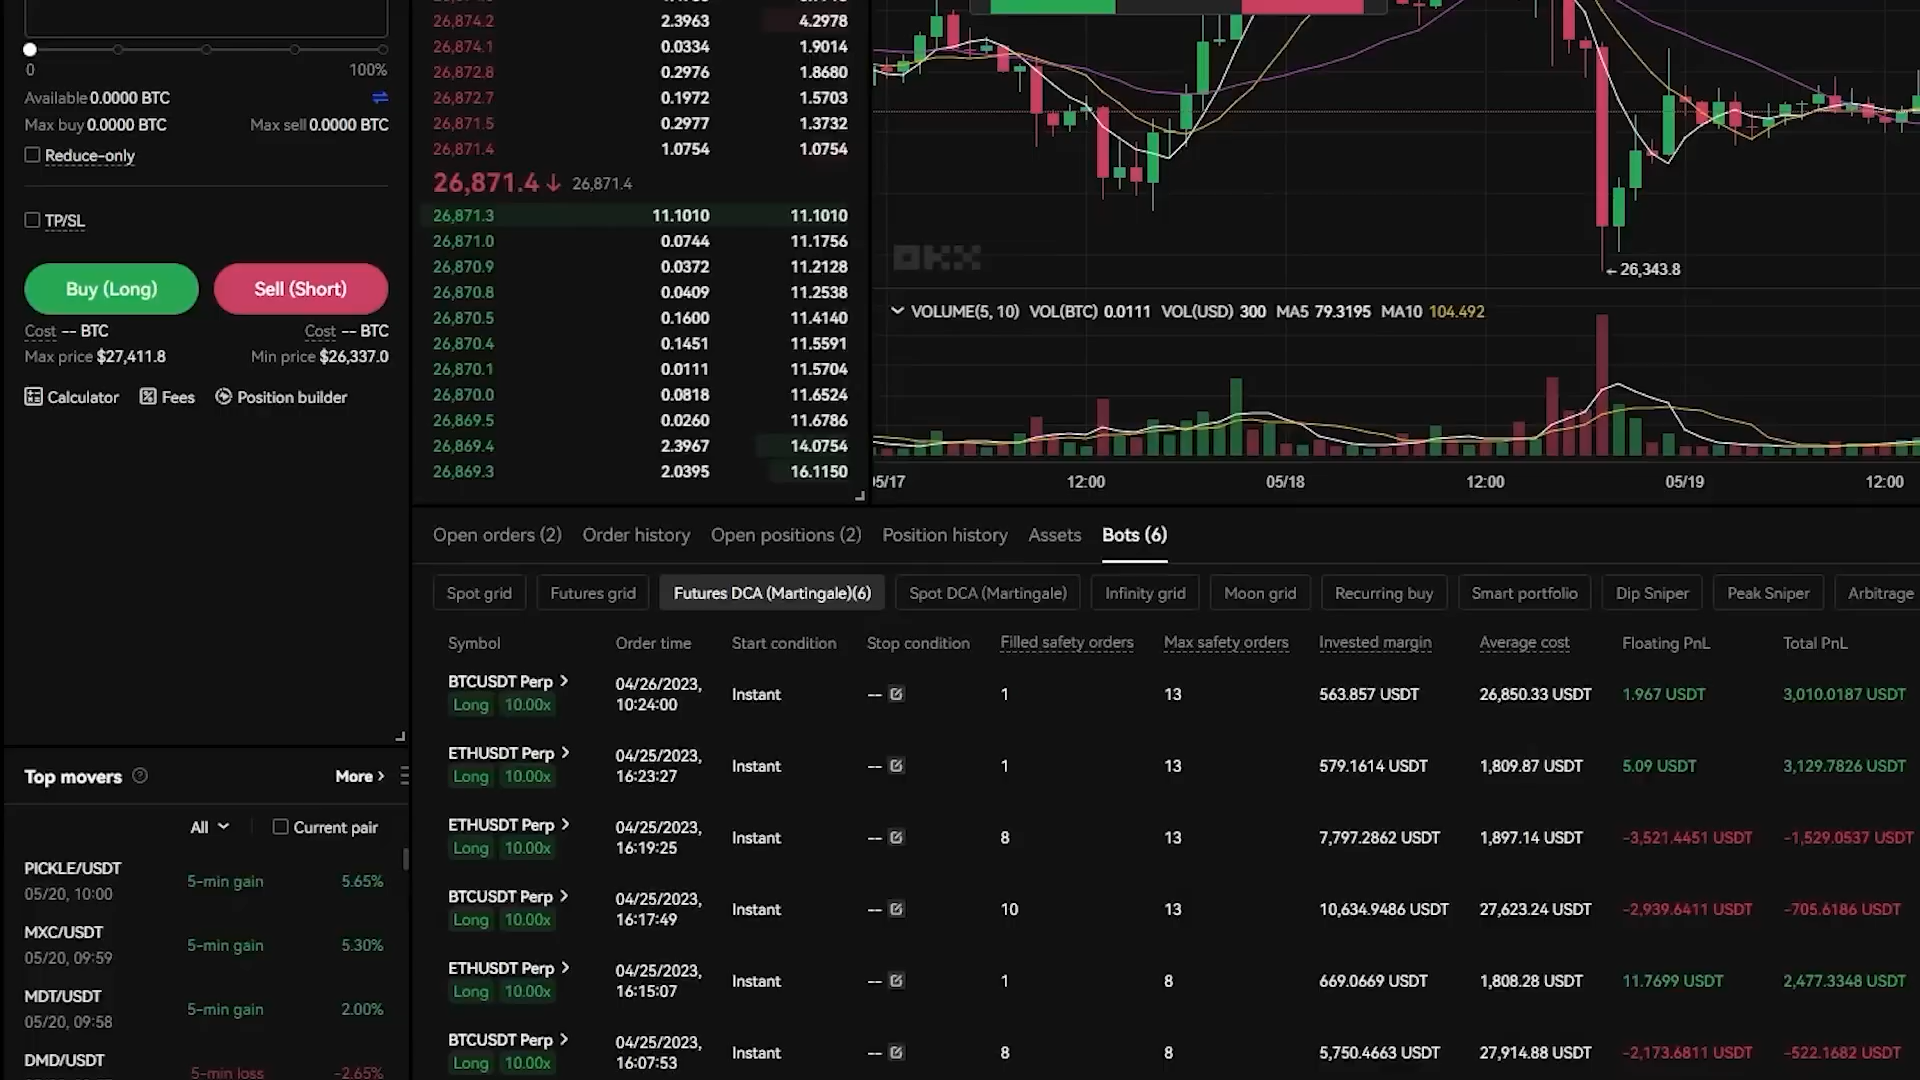 0 100%
Available 0.0000 BTC
Max buy 0.0000 BTC Max sell 0.0000 BTC
Reduce-only
TP/SL
Buy (Long) Sell (Short)
Cost -- BTC Cost -- BTC
Max price $27,411.8 Min price $26,337.0
Calculator Fees Position builder
Top movers More >
All Current pair
PICKLE/USDT 5-min gain 5.65%
05/20, 10:00
MXC/USDT 5-min gain 5.30%
05/20, 09:59
MDT/USDT 5-min gain 2.00%
05/20, 09:58
DMD/USDT 5-min loss -2.65%
26,874.2 2.3963 4.2978
26,874.1 0.0334 1.9014
26,872.8 0.2976 1.8680
26,872.7 0.1972 1.5703
26,871.5 0.2977 1.3732
26,871.4 1.0754 1.0754
26,871.4↓ 26,871.4
26,871.3 11.1010 11.1010
26,871.0 0.0744 11.1756
26,870.9 0.0372 11.2128
26,870.8 0.0409 11.2538
26,870.5 0.1600 11.4140
26,870.4 0.1451 11.5591
26,870.1 0.0111 11.5704
26,870.0 0.0818 11.6524
26,869.5 0.0260 11.6786
26,869.4 2.3967 14.0754
26,869.3 2.0395 16.1150
OKX
←26,343.8
VOLUME(5, 10) VOL(BTC) 0.0111 VOL(USD) 300 MA5 79.3195 MA10 104.492
05/17 12:00 05/18 12:00 05/19 12:00
Open orders (2) Order history Open positions (2) Position history Assets Bots (6)
Spot grid Futures grid Futures DCA (Martingale)(6) Spot DCA (Martingale) Infinity grid Moon grid Recurring buy Smart portfolio Dip Sniper Peak Sniper Arbitrage
Symbol Order time Start condition Stop condition Filled safety orders Max safety orders Invested margin Average cost Floating PnL Total PnL
BTCUSDT Perp > 04/26/2023, Instant -- 1 13 563.857 USDT 26,850.33 USDT 1.967 USDT 3,010.0187 USDT
Long 10.00x 10:24:00
ETHUSDT Perp > 04/25/2023, Instant -- 1 13 579.1614 USDT 1,809.87 USDT 5.09 USDT 3,129.7826 USDT
Long 10.00x 16:23:27
ETHUSDT Perp > 04/25/2023, Instant -- 8 13 7,797.2862 USDT 1,897.14 USDT -3,521.4451 USDT -1,529.0537 USDT
Long 10.00x 16:19:25
BTCUSDT Perp > 04/25/2023, Instant -- 10 13 10,634.9486 USDT 27,623.24 USDT -2,939.6411 USDT -705.6186 USDT
Long 10.00x 16:17:49
ETHUSDT Perp > 04/25/2023, Instant -- 1 8 669.0669 USDT 1,808.28 USDT 11.7699 USDT 2,477.3348 USDT
Long 10.00x 16:15:07
BTCUSDT Perp > 04/25/2023, Instant -- 8 8 5,750.4663 USDT 27,914.88 USDT -2,173.6811 USDT -522.1682 USDT
Long 10.00x 16:07:53